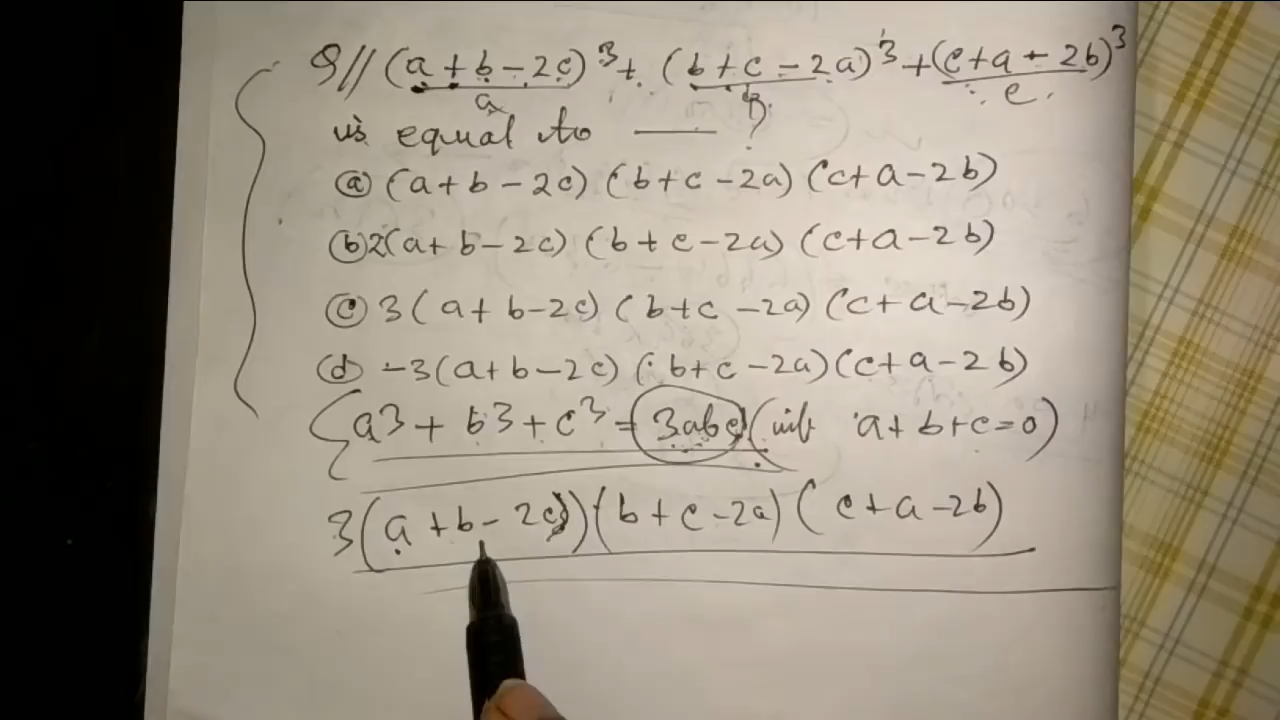 Q// (a+b-2c)³ + (b+c-2a)³ + (c+a-2b)³
a b c
is equal to ——— ?
(a) (a+b-2c) (b+c-2a) (c+a-2b)
(b) 2(a+b-2c) (b+c-2a) (c+a-2b)
(c) 3(a+b-2c) (b+c-2a) (c+a-2b)
(d) -3(a+b-2c) (b+c-2a) (c+a-2b)
a3 + b3 + c³ = 3abc (if a+b+c=0)
3(a+b-2c) (b+c-2a) (c+a-2b)